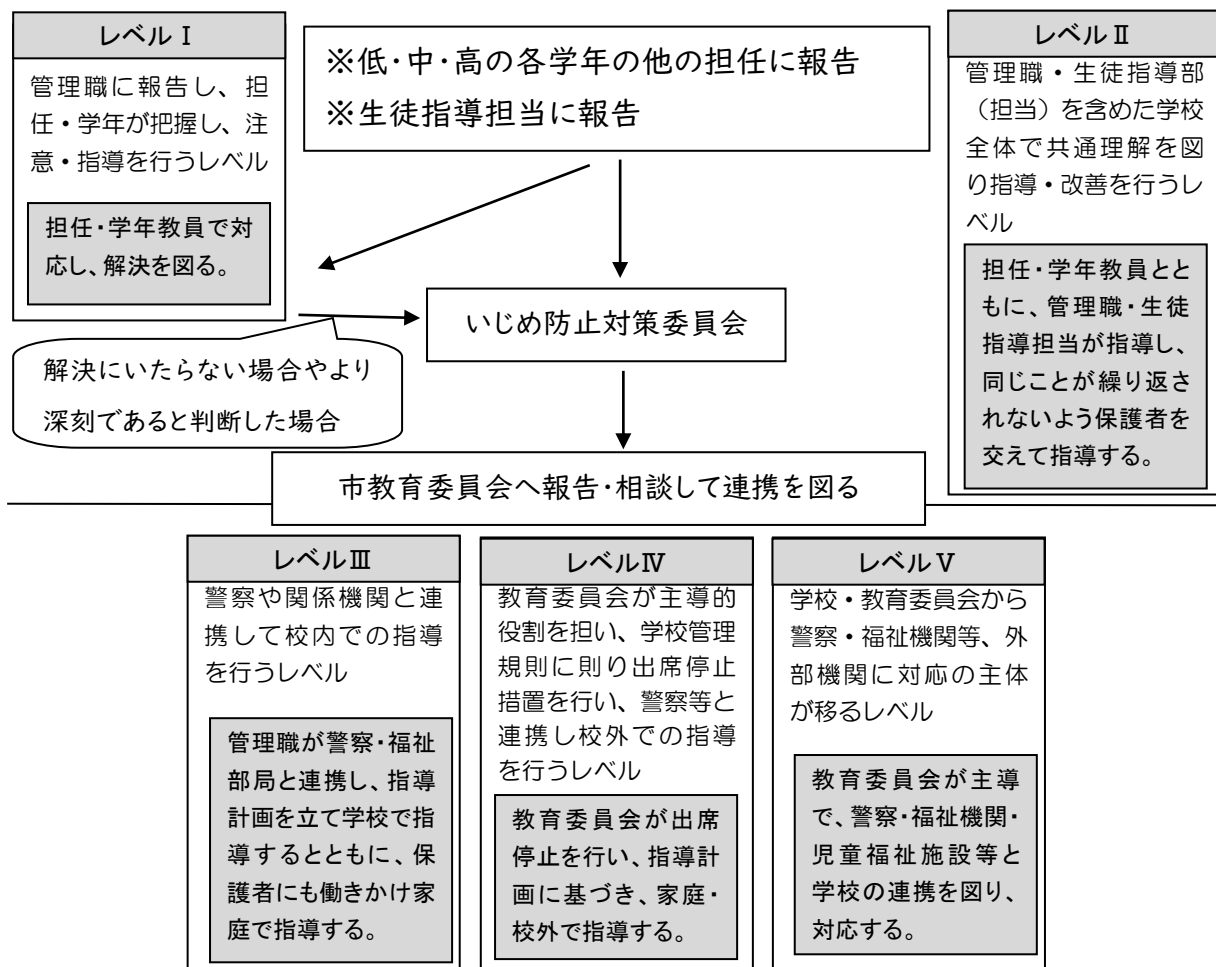 レベルⅠ
管理職に報告し、担
任・学年が把握し、注
意・指導を行うレベル
担任・学年教員で対
応し、解決を図る。
※低・中・高の各学年の他の担任に報告
※生徒指導担当に報告
レベルⅡ
管理職・生徒指導部
（担当）を含めた学校
全体で共通理解を図
り指導・改善を行うレ
ベル
担任・学年教員とと
もに、管理職・生徒
指導担当が指導し、
同じことが繰り返さ
れないよう保護者を
交えて指導する。
いじめ防止対策委員会
解決にいたらない場合やより
深刻であると判断した場合
市教育委員会へ報告・相談して連携を図る
レベルⅢ
警察や関係機関と連
携して校内での指導
を行うレベル
管理職が警察・福祉
部局と連携し、指導
計画を立て学校で指
導するとともに、保
護者にも働きかけ家
庭で指導する。
レベルⅣ
教育委員会が主導的
役割を担い、学校管理
規則に則り出席停止
措置を行い、警察等と
連携し校外での指導
を行うレベル
教育委員会が出席
停止を行い、指導計
画に基づき、家庭・
校外で指導する。
レベルⅤ
学校・教育委員会から
警察・福祉機関等、外
部機関に対応の主体
が移るレベル
教育委員会が主導
で、警察・福祉機関・
児童福祉施設等と
学校の連携を図り、
対応する。